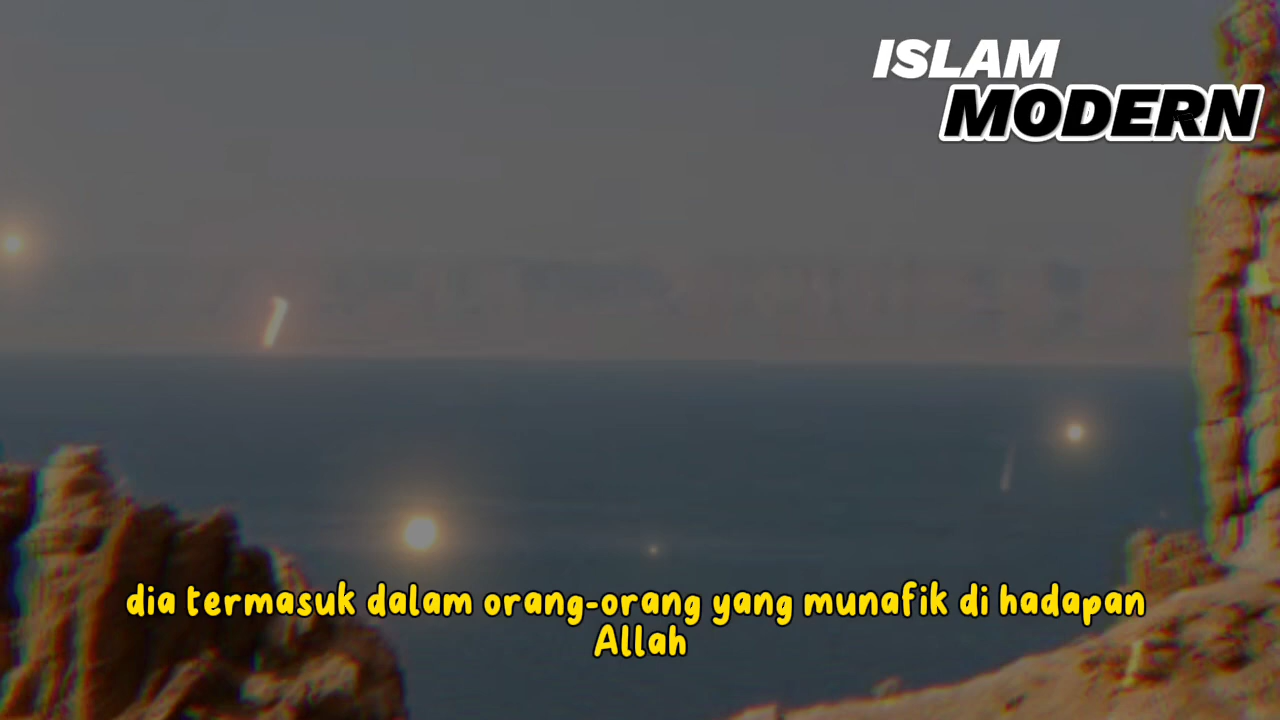 ISLAM
MODERN
dia termasuk dalam orang-orang yang munafik di hadapan
Allah